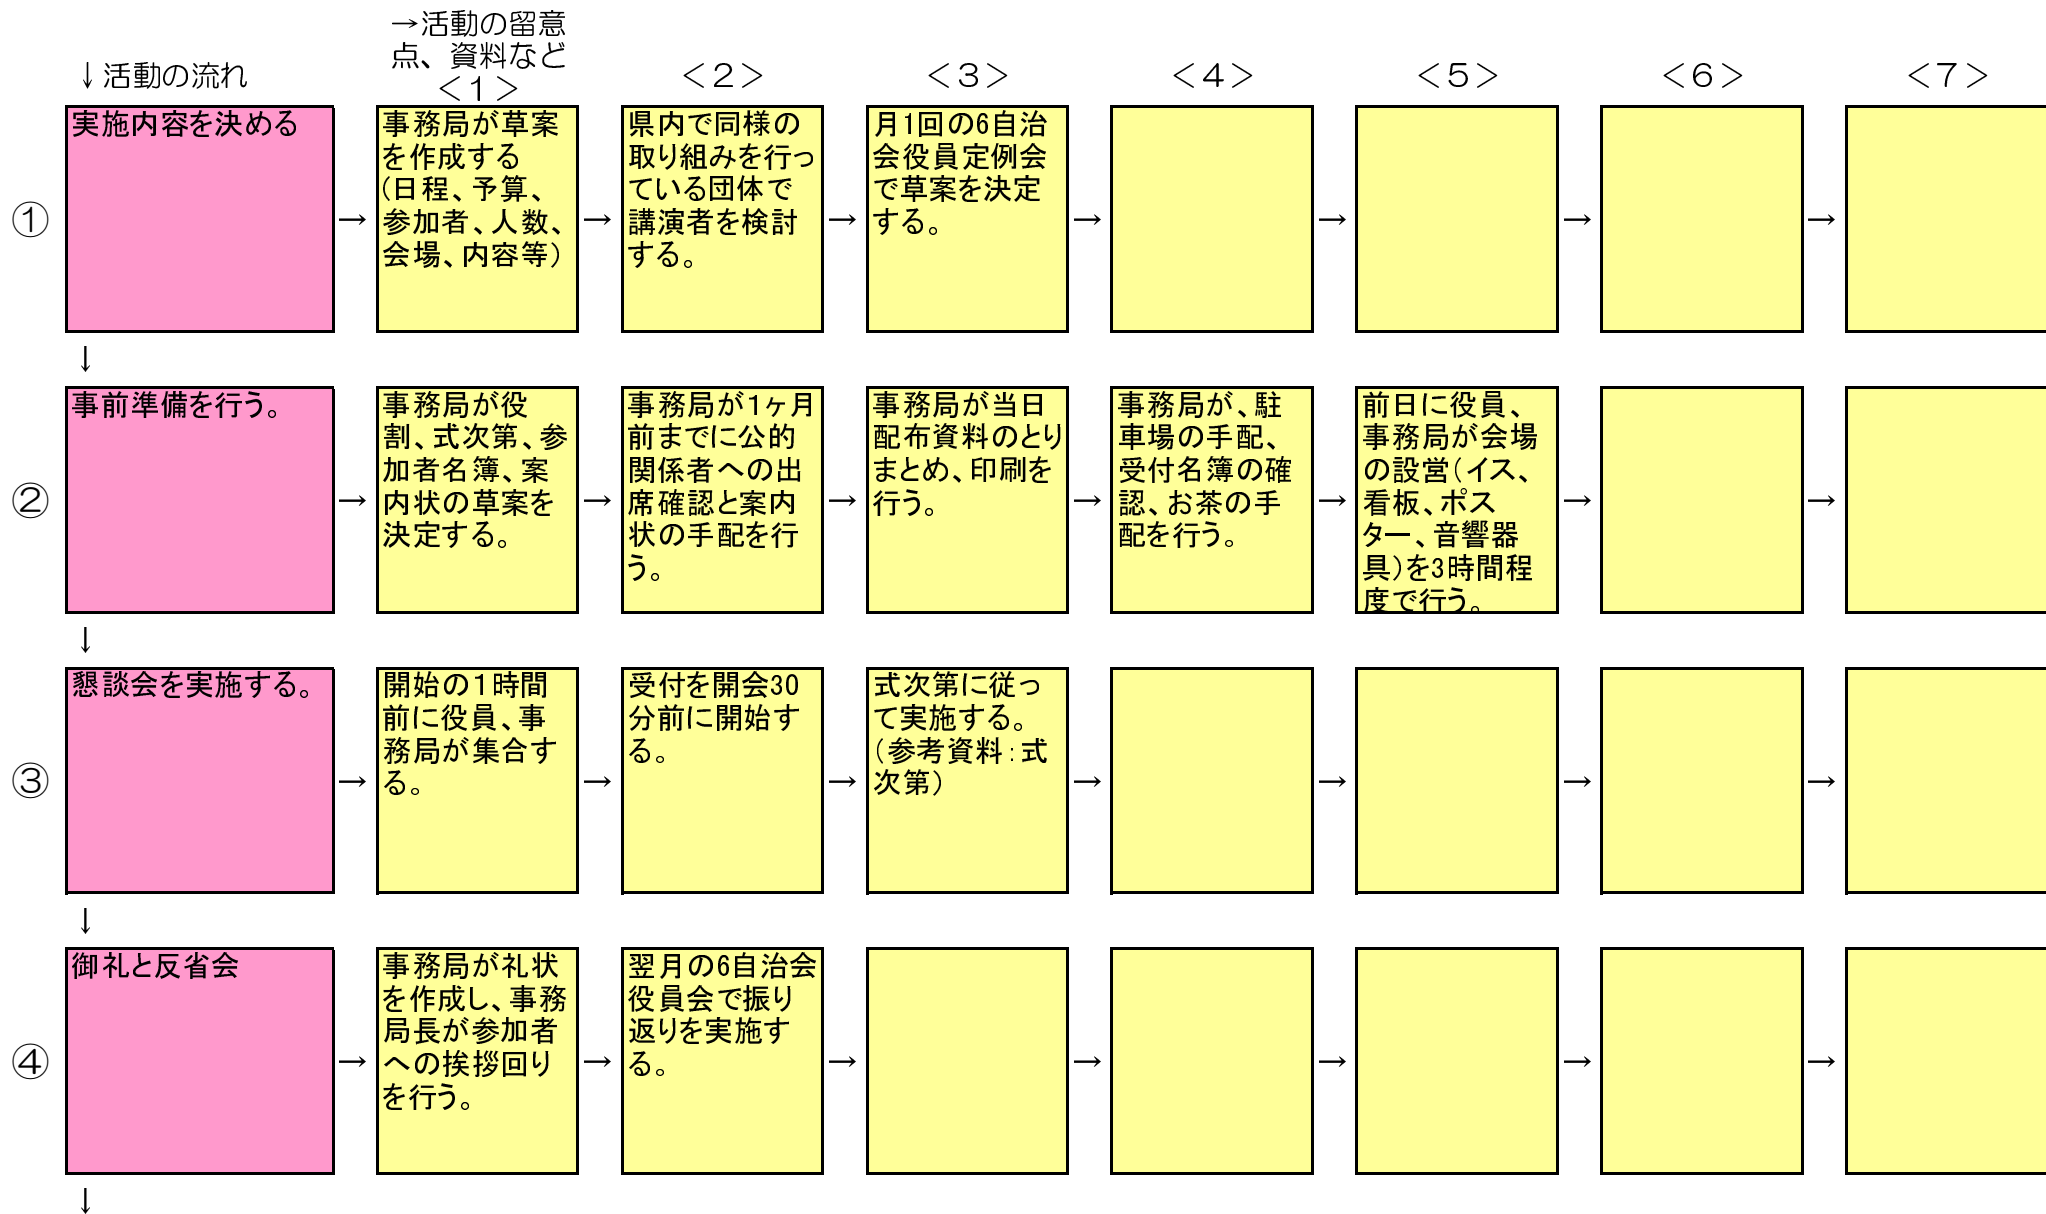 ↓活動の流れ
→活動の留意
点、資料など
＜１＞
＜２＞
＜３＞
＜４＞
＜５＞
＜６＞
＜７＞
①
実施内容を決める
→
事務局が草案
を作成する
(日程、予算、
参加者、人数、
会場、内容等)
→
県内で同様の
取り組みを行っ
ている団体で
講演者を検討
する。
→
月1回の6自治
会役員定例会
で草案を決定
する。
→
→
→
→
↓
②
事前準備を行う。
→
事務局が役
割、式次第、参
加者名簿、案
内状の草案を
決定する。
→
事務局が1ヶ月
前までに公的
関係者への出
席確認と案内
状の手配を行
う。
→
事務局が当日
配布資料のとり
まとめ、印刷を
行う。
→
事務局が、駐
車場の手配、
受付名簿の確
認、お茶の手
配を行う。
→
前日に役員、
事務局が会場
の設営(イス、
看板、ポス
ター、音響器
具)を3時間程
度で行う。
→
→
↓
③
懇談会を実施する。
→
開始の１時間
前に役員、事
務局が集合す
る。
→
受付を開会30
分前に開始す
る。
→
式次第に従っ
て実施する。
(参考資料：式
次第)
→
→
→
→
↓
④
御礼と反省会
→
事務局が礼状
を作成し、事務
局長が参加者
への挨拶回り
を行う。
→
翌月の6自治会
役員会で振り
返りを実施す
る。
→
→
→
→
→
↓